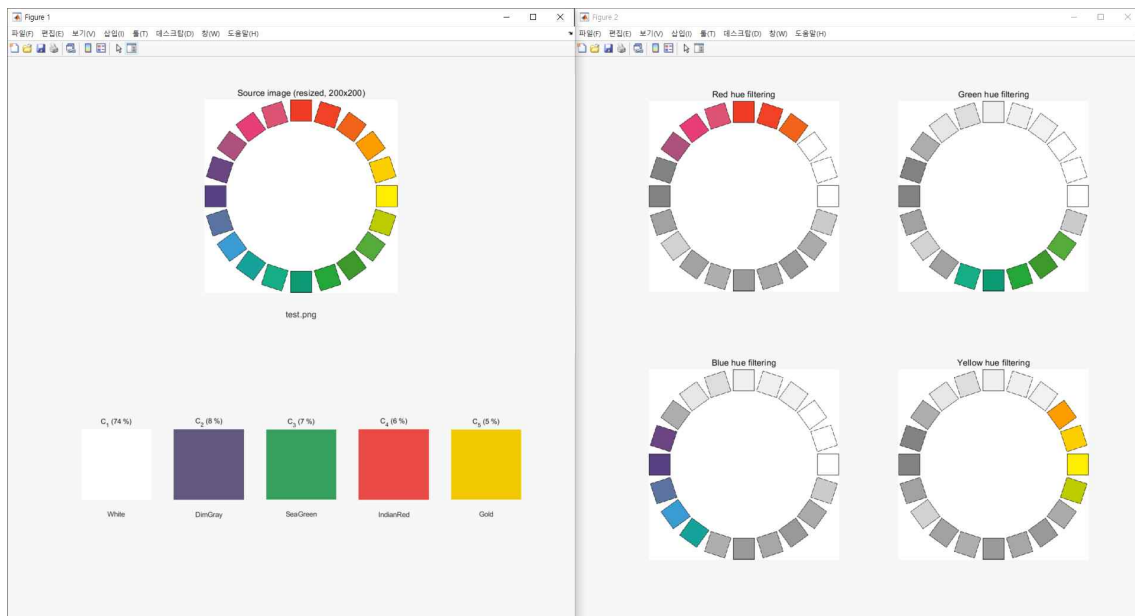 Figure 1
파일(F) 편집(E) 보기(V) 삽입(I) 툴(T) 데스크탑(D) 창(W) 도움말(H)
Source image (resized, 200x200)
test.png
C1 (74 %) C2 (8 %) C3 (7 %) C4 (6 %) C5 (5 %)
White DimGray SeaGreen IndianRed Gold
Figure 2
파일(F) 편집(E) 보기(V) 삽입(I) 툴(T) 데스크탑(D) 창(W) 도움말(H)
Red hue filtering Green hue filtering
Blue hue filtering Yellow hue filtering